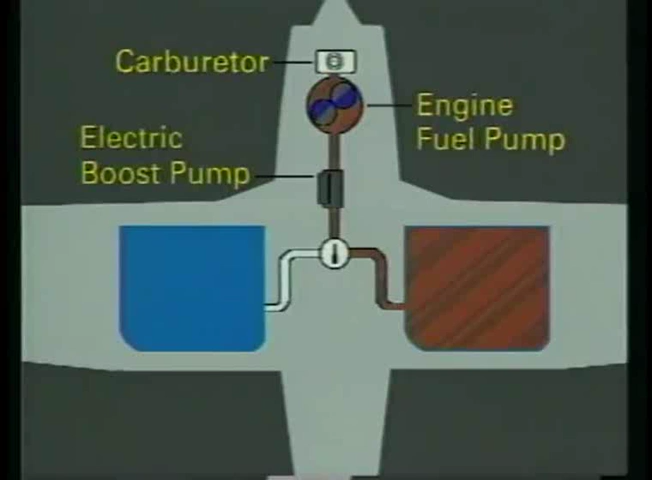 Carburetor
Engine
Fuel Pump
Electric
Boost Pump